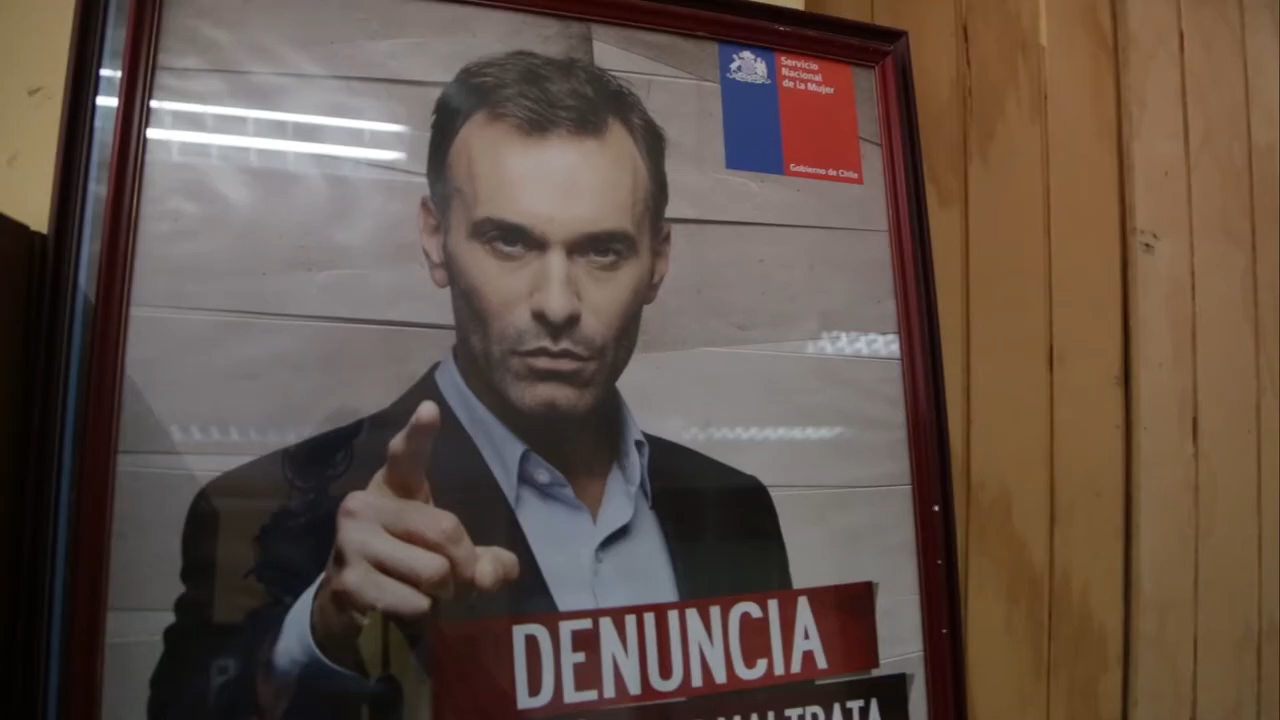 Servicio
Nacional
de la Mujer
Gobierno de Chile
DENUNCIA